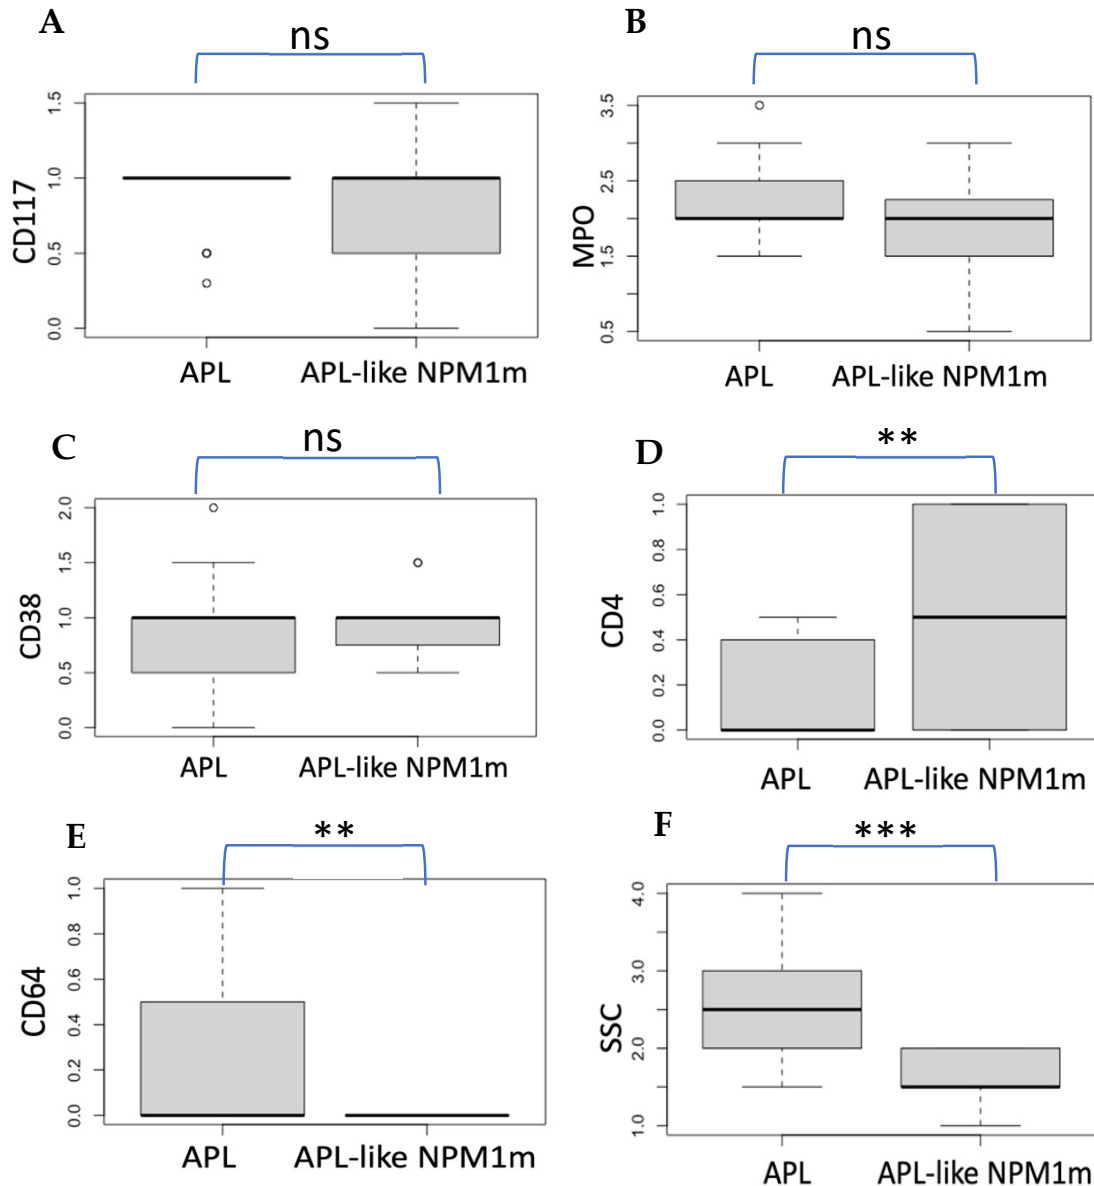 A
ns
CD117
1.5
1.0
0.5
0.0
APL
APL-like NPM1m
B
ns
MPO
3.5
2.5
1.5
0.5
APL
APL-like NPM1m
C
ns
CD38
2.0
1.5
1.0
0.5
0.0
APL
APL-like NPM1m
D
**
CD4
1.0
0.8
0.6
0.4
0.2
0.0
APL
APL-like NPM1m
E
**
CD64
1.0
0.8
0.6
0.4
0.2
0.0
APL
APL-like NPM1m
F
***
SSC
4.0
3.0
2.0
1.0
APL
APL-like NPM1m